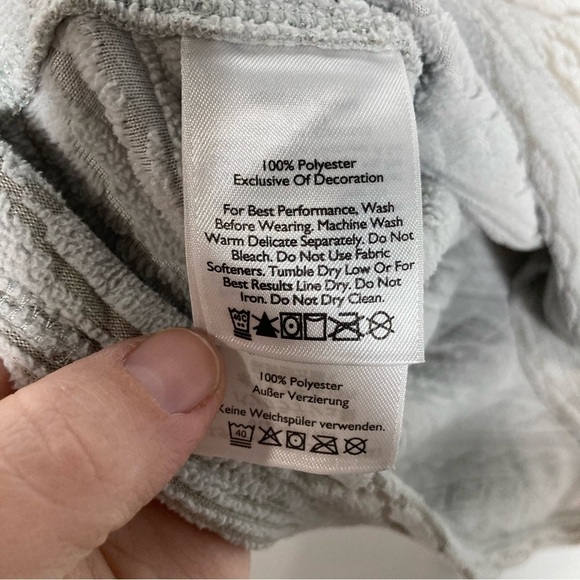 100% Polyester
Exclusive Of Decoration
For Best Performance, Wash
Before Wearing. Machine Wash
Warm Delicate Separately. Do Not
Bleach. Do Not Use Fabric
Softeners. Tumble Dry Low Or For
Best Results Line Dry. Do Not
Iron. Do Not Dry Clean.
100% Polyester
Außer Verzierung
Keine Weichspüler verwenden.
40